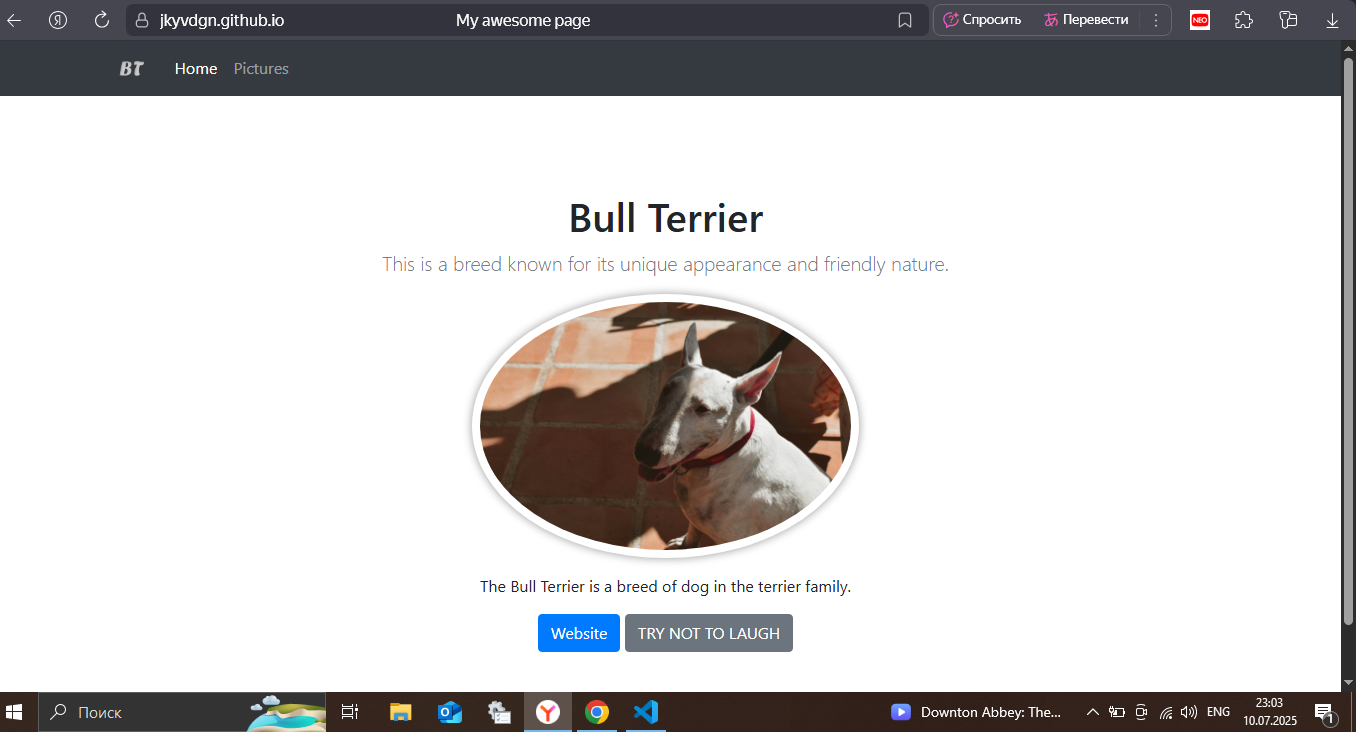 jkyvdgn.github.io My awesome page Спросить Перевести NEO
BT Home Pictures
Bull Terrier
This is a breed known for its unique appearance and friendly nature.
The Bull Terrier is a breed of dog in the terrier family.
Website TRY NOT TO LAUGH
Поиск Downton Abbey: The... ENG 23:03
10.07.2025 1